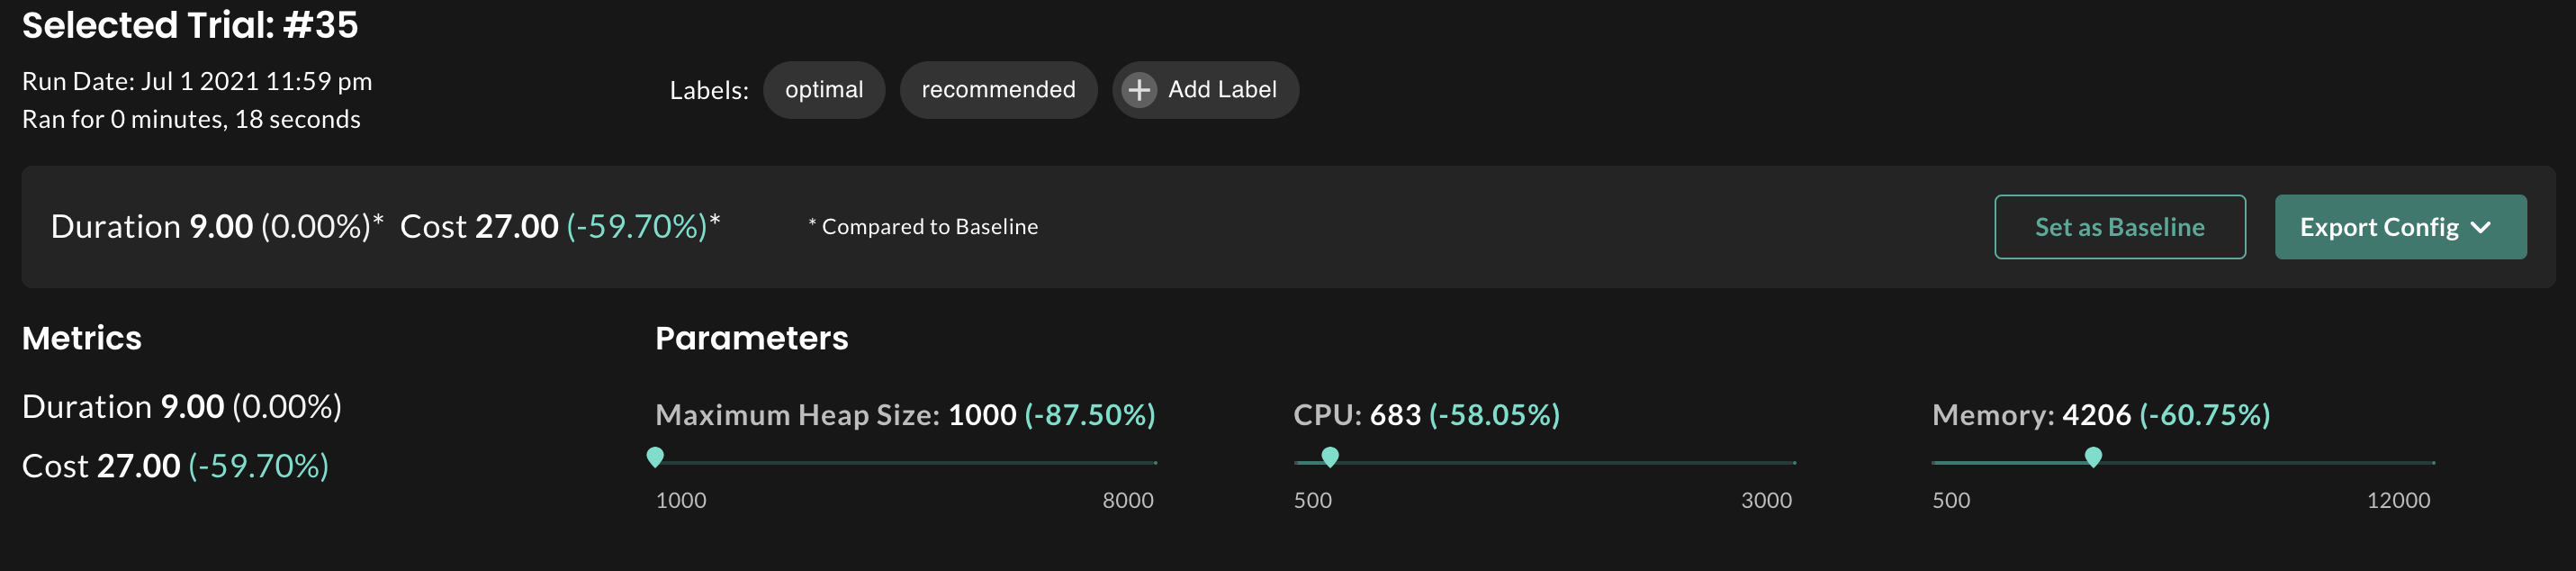 Selected Trial: #35
Run Date: Jul 1 2021 11:59 pm
Ran for 0 minutes, 18 seconds
Labels: optimal recommended Add Label
Duration 9.00 (0.00%)* Cost 27.00 (-59.70%)* * Compared to Baseline Set as Baseline Export Config
Metrics
Duration 9.00 (0.00%)
Cost 27.00 (-59.70%)
Parameters
Maximum Heap Size: 1000 (-87.50%)
1000 8000
CPU: 683 (-58.05%)
500 3000
Memory: 4206 (-60.75%)
500 12000